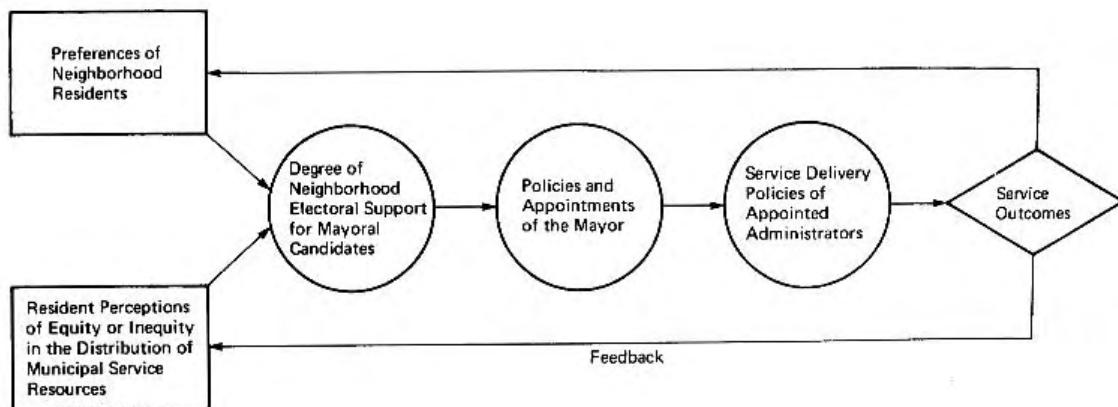 Preferences of
Neighborhood
Residents
Degree of
Neighborhood
Electoral Support
for Mayoral
Candidates
Policies and
Appointments
of the Mayor
Service Delivery
Policies of
Appointed
Administrators
Service
Outcomes
Resident Perceptions
of Equity or Inequity
in the Distribution of
Municipal Service
Resources
Feedback